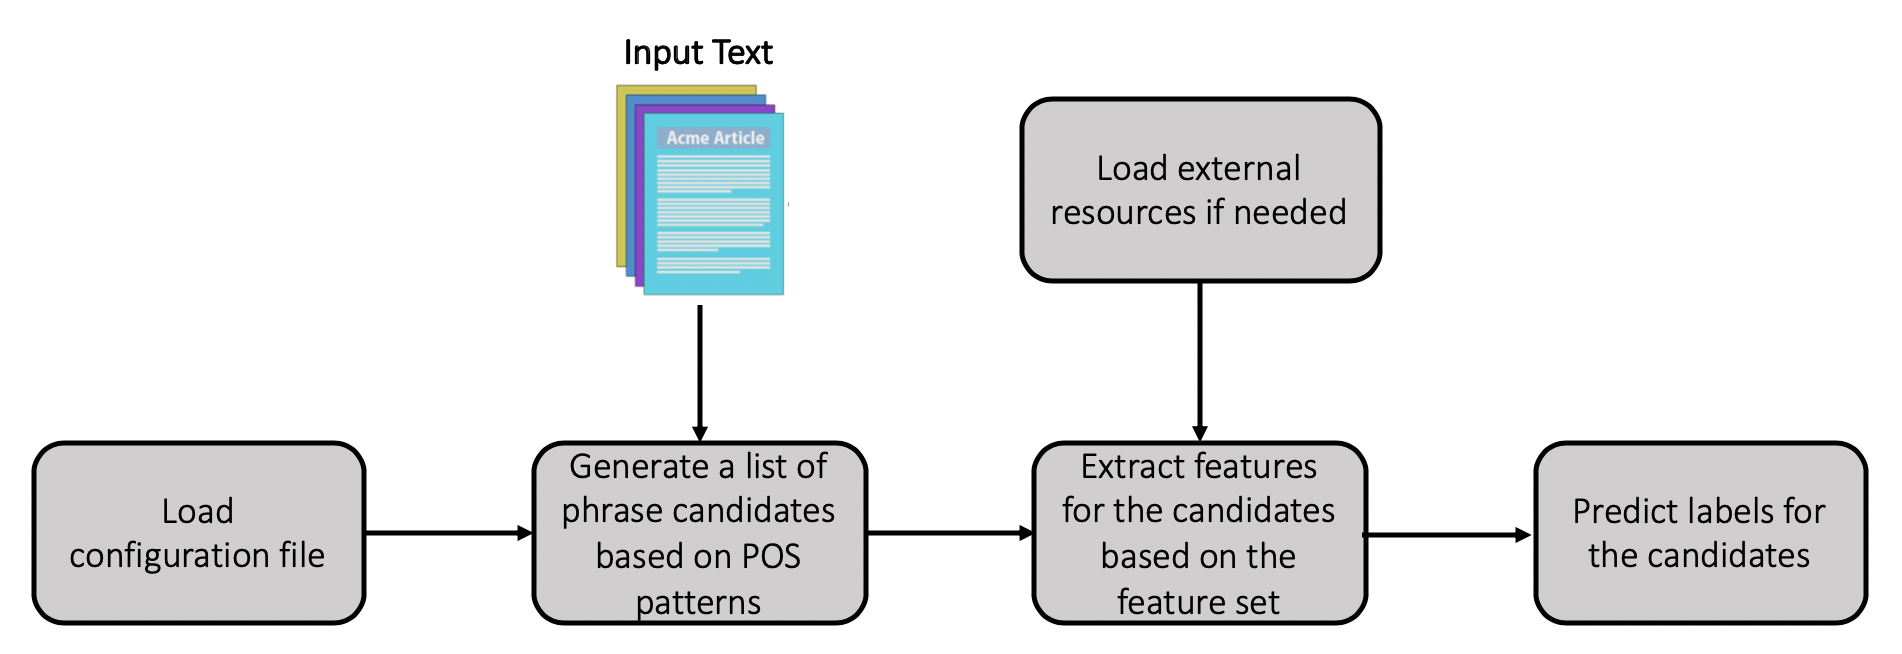 Input Text
Acme Article
Load external
resources if needed
Load
configuration file
Generate a list of
phrase candidates
based on POS
patterns
Extract features
for the candidates
based on the
feature set
Predict labels for
the candidates